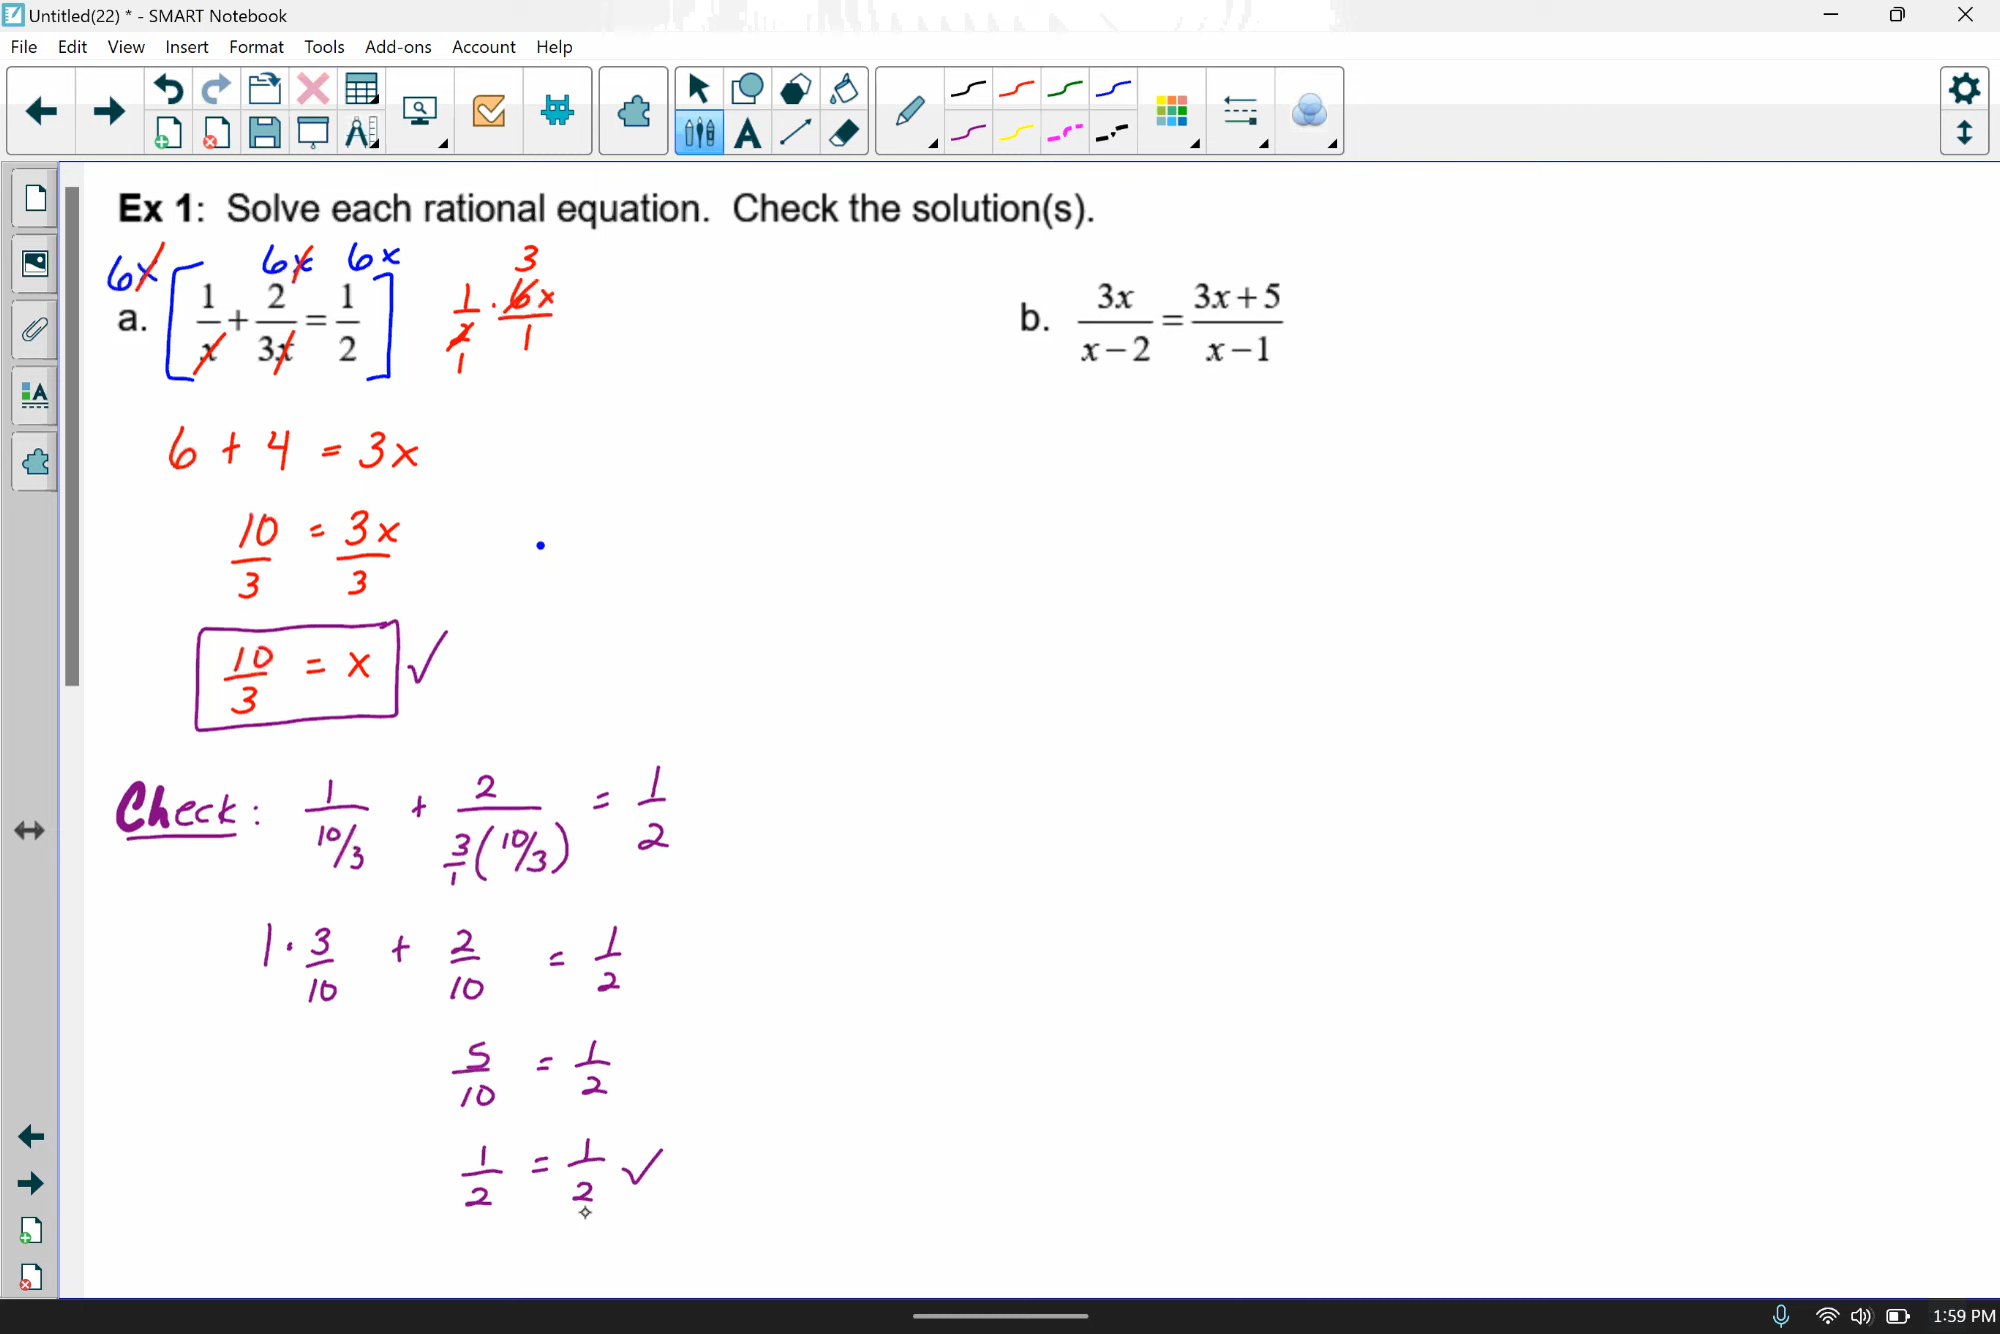 Untitled(22) * - SMART Notebook
File Edit View Insert Format Tools Add-ons Account Help
Ex 1: Solve each rational equation. Check the solution(s).
6x [ 6x 6x ]
a. 1/x + 2/3x = 1/2
1/2 · 6x/1
3
1
b. 3x/(x−2) = (3x+5)/(x−1)
6 + 4 = 3x
10/3 = 3x/3
10/3 = x ✓
Check: 1/(10/3) + 2/(3/1(10/3)) = 1/2
1 · 3/10 + 2/10 = 1/2
5/10 = 1/2
1/2 = 1/2 ✓
1:59 PM